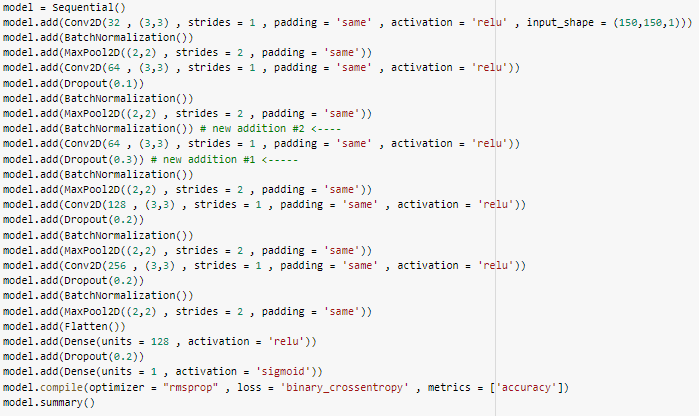 model = Sequential()
model.add(Conv2D(32 , (3,3) , strides = 1 , padding = 'same' , activation = 'relu' , input_shape = (150,150,1)))
model.add(BatchNormalization())
model.add(MaxPool2D((2,2) , strides = 2 , padding = 'same'))
model.add(Conv2D(64 , (3,3) , strides = 1 , padding = 'same' , activation = 'relu'))
model.add(Dropout(0.1))
model.add(BatchNormalization())
model.add(MaxPool2D((2,2) , strides = 2 , padding = 'same'))
model.add(BatchNormalization()) # new addition #2 <----
model.add(Conv2D(64 , (3,3) , strides = 1 , padding = 'same' , activation = 'relu'))
model.add(Dropout(0.3)) # new addition #1 <-----
model.add(BatchNormalization())
model.add(MaxPool2D((2,2) , strides = 2 , padding = 'same'))
model.add(Conv2D(128 , (3,3) , strides = 1 , padding = 'same' , activation = 'relu'))
model.add(Dropout(0.2))
model.add(BatchNormalization())
model.add(MaxPool2D((2,2) , strides = 2 , padding = 'same'))
model.add(Conv2D(256 , (3,3) , strides = 1 , padding = 'same' , activation = 'relu'))
model.add(Dropout(0.2))
model.add(BatchNormalization())
model.add(MaxPool2D((2,2) , strides = 2 , padding = 'same'))
model.add(Flatten())
model.add(Dense(units = 128 , activation = 'relu'))
model.add(Dropout(0.2))
model.add(Dense(units = 1 , activation = 'sigmoid'))
model.compile(optimizer = "rmsprop" , loss = 'binary_crossentropy' , metrics = ['accuracy'])
model.summary()